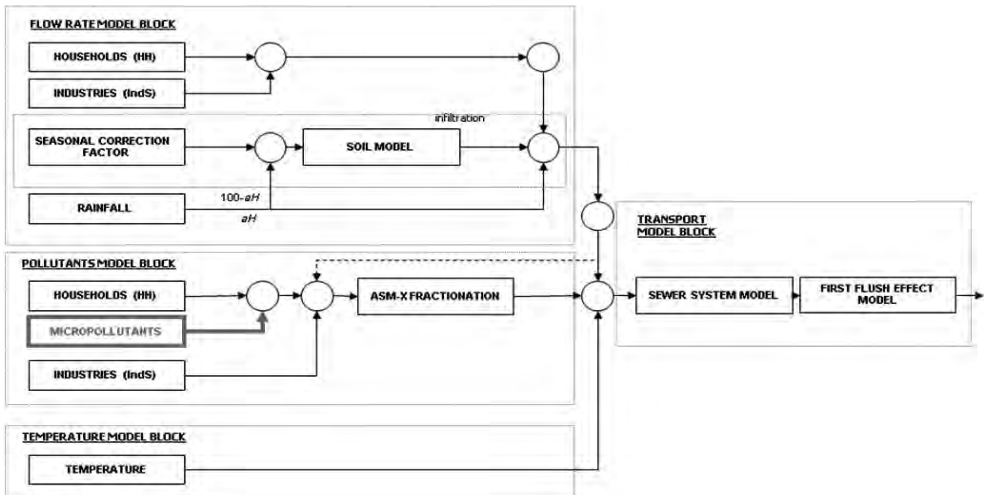 FLOW RATE MODEL BLOCK
HOUSEHOLDS (HH)
INDUSTRIES (IndS)
infiltration
SEASONAL CORRECTION
FACTOR
SOIL MODEL
100-aH
RAINFALL
aH
TRANSPORT
MODEL BLOCK
POLLUTANTS MODEL BLOCK
HOUSEHOLDS (HH)
ASM-X FRACTIONATION
SEWER SYSTEM MODEL
FIRST FLUSH EFFECT
MODEL
MICROPOLLUTANTS
INDUSTRIES (IndS)
TEMPERATURE MODEL BLOCK
TEMPERATURE